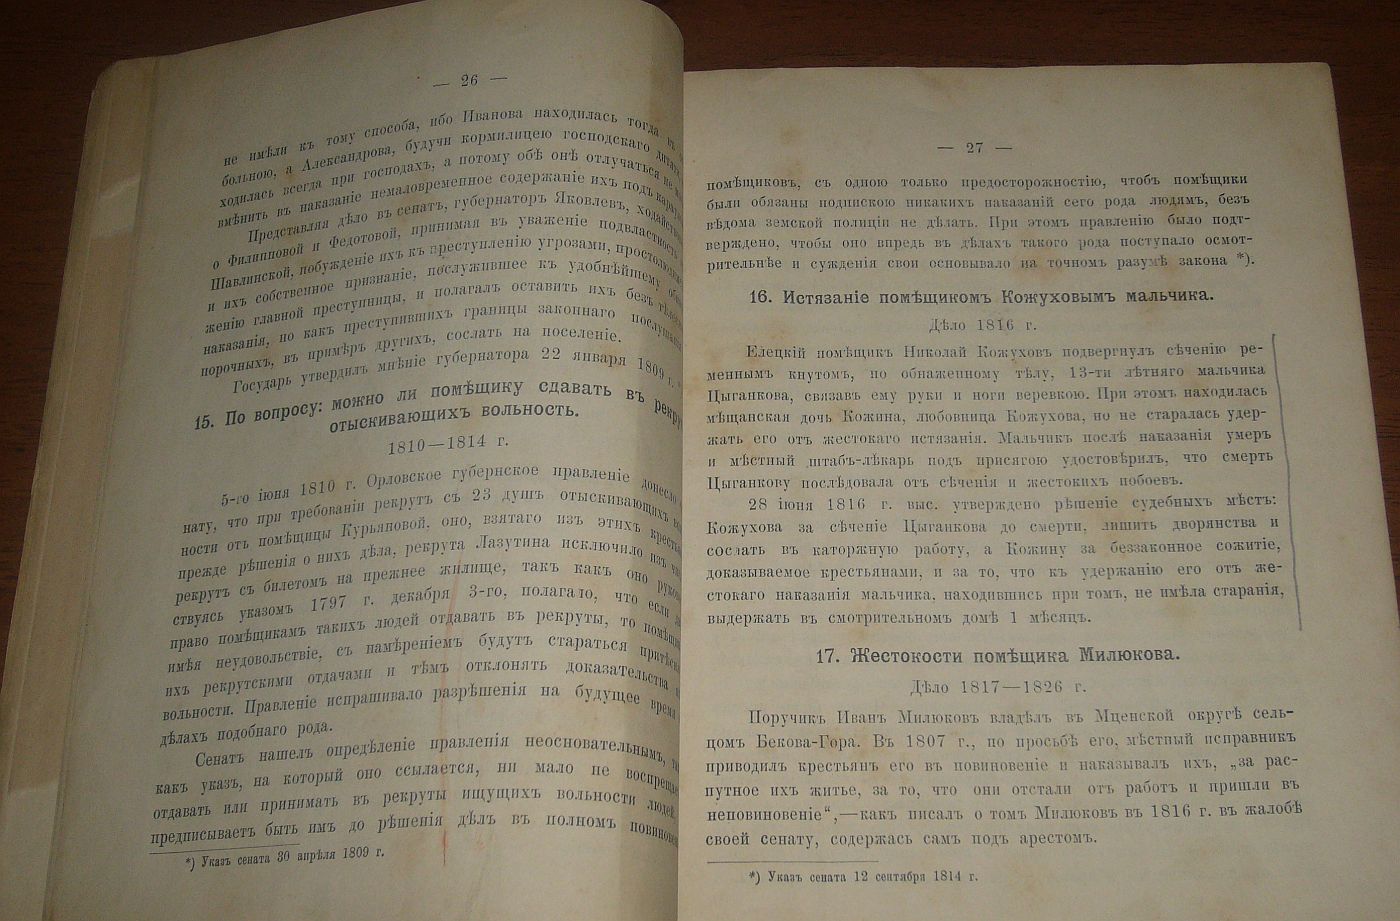 — 26 —
не имѣли къ тому способа, ибо Иванова находилась тогда въ
больною, а Александрова, будучи кормилицею господскаго дитяти,
ходилась всегда при господахъ, а потому обѣ онѣ отлучаться не
вмѣнить въ наказаніе немаловременное содержаніе ихъ подъ
Представляя дѣло въ сенатъ, губернаторъ Яковлевъ,
о Филипповой и Федотовой, принимая въ уваженіе подвластность
Шавлинской, побужденіе ихъ къ преступленію угрозами,
и ихъ собственное признаніе, послужившее къ удобнѣйшему
женію главной преступницы, и полагалъ оставить ихъ безъ
наказанія, но какъ преступившихъ границы законнаго
порочныхъ, въ примѣръ другихъ, сослать на поселеніе.
Государь утвердилъ мнѣніе губернатора 22 января 1809 г.
15. По вопросу: можно ли помѣщику сдавать въ
отыскивающихъ вольность.
1810—1814 г.
5-го іюня 1810 г. Орловское губернское правленіе донесло
нату, что при требованіи рекрутъ съ 23 душъ отыскивающихъ
ности отъ помѣщицы Курьяновой, оно, взятаго изъ этихъ
прежде рѣшенія о нихъ дѣла, рекрута Лазутина исключило изъ
рекрутъ съ билетомъ на прежнее жилище, такъ какъ оно
ствуясь указомъ 1797 г. декабря 3-го, полагало, что если
право помѣщикамъ такихъ людей отдавать въ рекруты, то
имѣя неудовольствіе, съ намѣреніемъ будутъ стараться
ихъ рекрутскими отдачами и тѣмъ отклонять доказательства
вольности. Правленіе испрашивало разрѣшенія на будущее время
дѣлахъ подобнаго рода.
Сенатъ нашелъ опредѣленіе правленія неосновательнымъ,
какъ указъ, на который оно ссылается, ни мало не
отдавать или принимать въ рекруты ищущихъ вольности людей,
предписываетъ быть имъ до рѣшенія дѣлъ въ полномъ
*) Указъ сената 30 апрѣля 1809 г.
— 27 —
помѣщиковъ, съ одною только предосторожностію, чтобъ помѣщики
были обязаны подпискою никакихъ наказаній сего рода людямъ, безъ
вѣдома земской полиціи не дѣлать. При этомъ правленію было подт-
верждено, чтобы оно впредь въ дѣлахъ такого рода поступало осмот-
рительнѣе и сужденія свои основывало на точномъ разумѣ закона *).
16. Истязаніе помѣщикомъ Кожуховымъ мальчика.
Дѣло 1816 г.
Елецкій помѣщикъ Николай Кожуховъ подвергнулъ сѣченію ре-
меннымъ кнутомъ, по обнаженному тѣлу, 13-ти лѣтняго мальчика
Цыганкова, связавъ ему руки и ноги веревкою. При этомъ находилась
мѣщанская дочь Кожина, любовница Кожухова, но не старалась удер-
жать его отъ жестокаго истязанія. Мальчикъ послѣ наказанія умеръ
и мѣстный штабъ-лѣкарь подъ присягою удостовѣрилъ, что смерть
Цыганкову послѣдовала отъ сѣченія и жестокихъ побоевъ.
28 іюня 1816 г. выс. утверждено рѣшеніе судебныхъ мѣстъ:
Кожухова за сѣченіе Цыганкова до смерти, лишить дворянства и
сослать въ каторжную работу, а Кожину за беззаконное сожитіе,
доказываемое крестьянами, и за то, что къ удержанію его отъ же-
стокаго наказанія мальчика, находившись при томъ, не имѣла старанія,
выдержать въ смотрительномъ домѣ 1 мѣсяцъ.
17. Жестокости помѣщика Милюкова.
Дѣло 1817—1826 г.
Поручикъ Иванъ Милюковъ владѣлъ въ Мценской округѣ сель-
цомъ Бекова-Гора. Въ 1807 г., по просьбѣ его, мѣстный исправникъ
приводилъ крестьянъ его въ повиновеніе и наказывалъ ихъ, „за рас-
путное ихъ житье, за то, что они отстали отъ работъ и пришли въ
неповиновеніе“,—какъ писалъ о томъ Милюковъ въ 1816 г. въ жалобѣ
своей сенату, содержась самъ подъ арестомъ.
*) Указъ сената 12 сентября 1814 г.